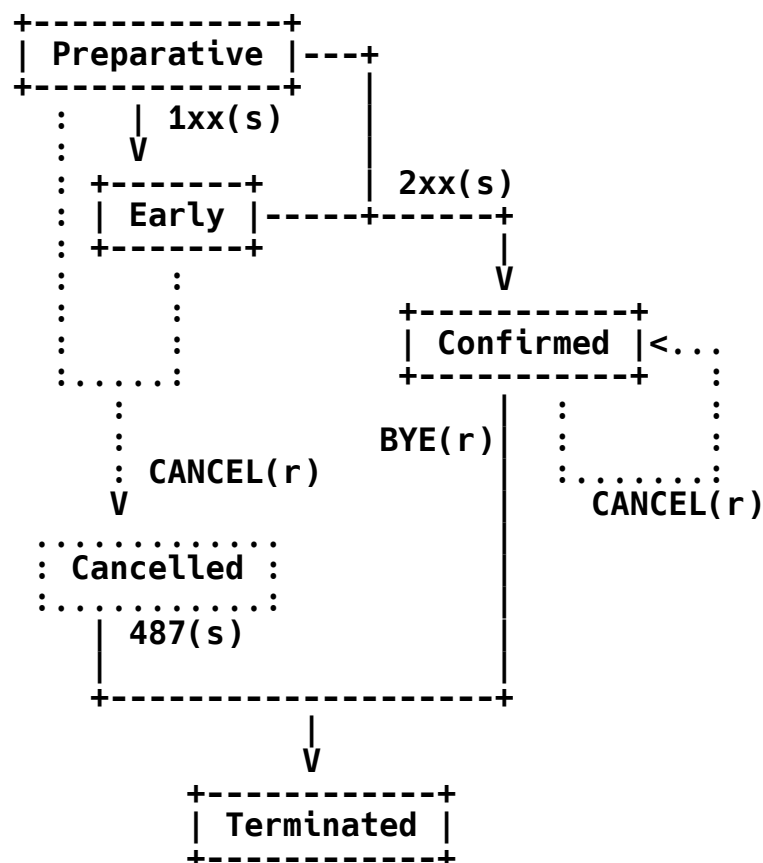 Preparative
1xx(s)
2xx(s)
Early
Confirmed
BYE(r)
CANCEL(r)
CANCEL(r)
Cancelled
487(s)
Terminated